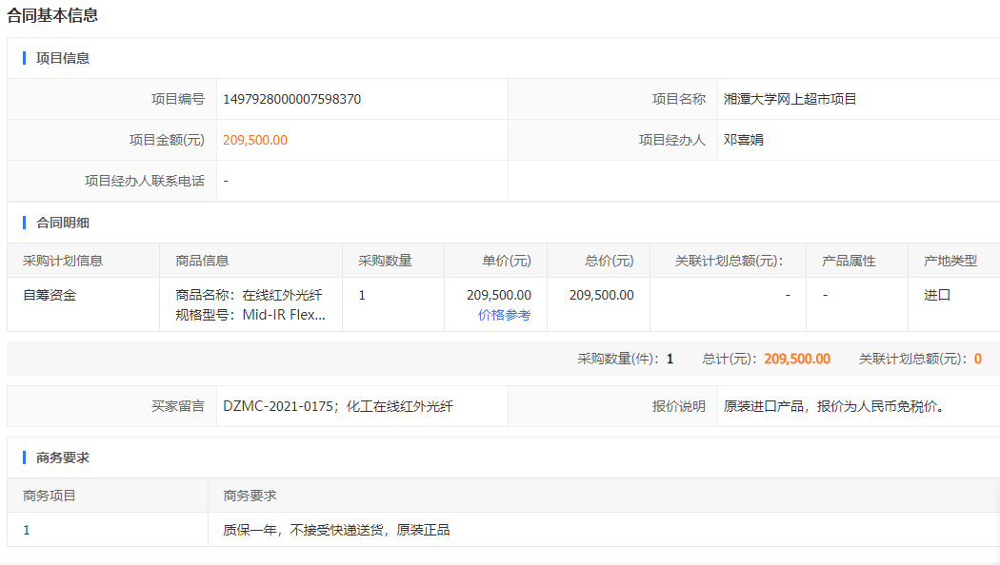 合同基本信息
项目信息
项目编号 1497928000007598370 项目名称 湘潭大学网上超市项目
项目金额(元) 209,500.00 项目经办人 邓喜娟
项目经办人联系电话 -
合同明细
采购计划信息 商品信息 采购数量 单价(元) 总价(元) 关联计划总额(元)： 产品属性 产地类型
自筹资金 商品名称：在线红外光纤 1 209,500.00 209,500.00 - - 进口
规格型号：Mid-IR Flex... 价格参考
采购数量(件)：1 总计(元)：209,500.00 关联计划总额(元)：0
买家留言 DZMC-2021-0175；化工在线红外光纤 报价说明 原装进口产品，报价为人民币免税价。
商务要求
商务项目 商务要求
1 质保一年，不接受快递送货，原装正品